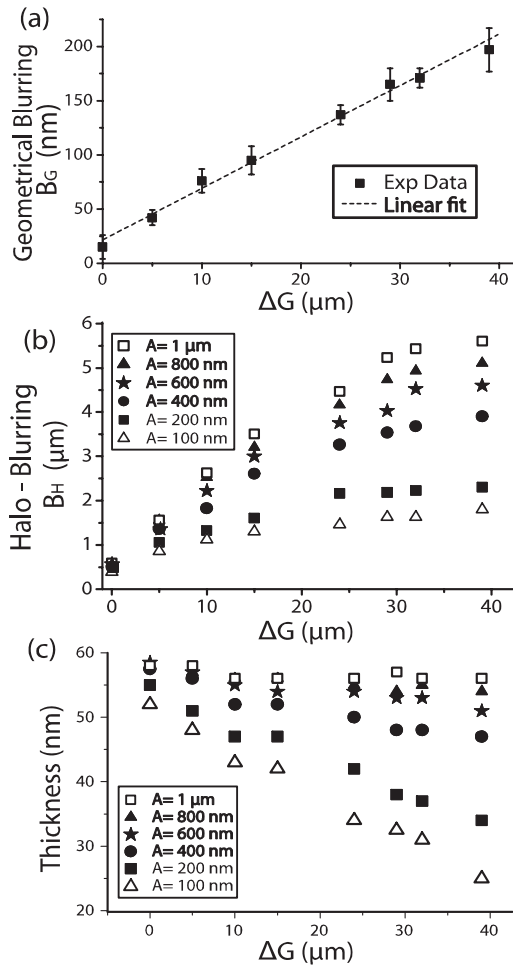 (a)
Geometrical Blurring
B_G (nm)
200
150
100
50
0
Exp Data
Linear fit
0 10 20 30 40
ΔG (μm)
(b)
Halo - Blurring
B_H (μm)
6
5
4
3
2
1
0
A= 1 μm
A= 800 nm
A= 600 nm
A= 400 nm
A= 200 nm
A= 100 nm
0 10 20 30 40
ΔG (μm)
(c)
Thickness (nm)
60
50
40
30
20
A= 1 μm
A= 800 nm
A= 600 nm
A= 400 nm
A= 200 nm
A= 100 nm
0 10 20 30 40
ΔG (μm)